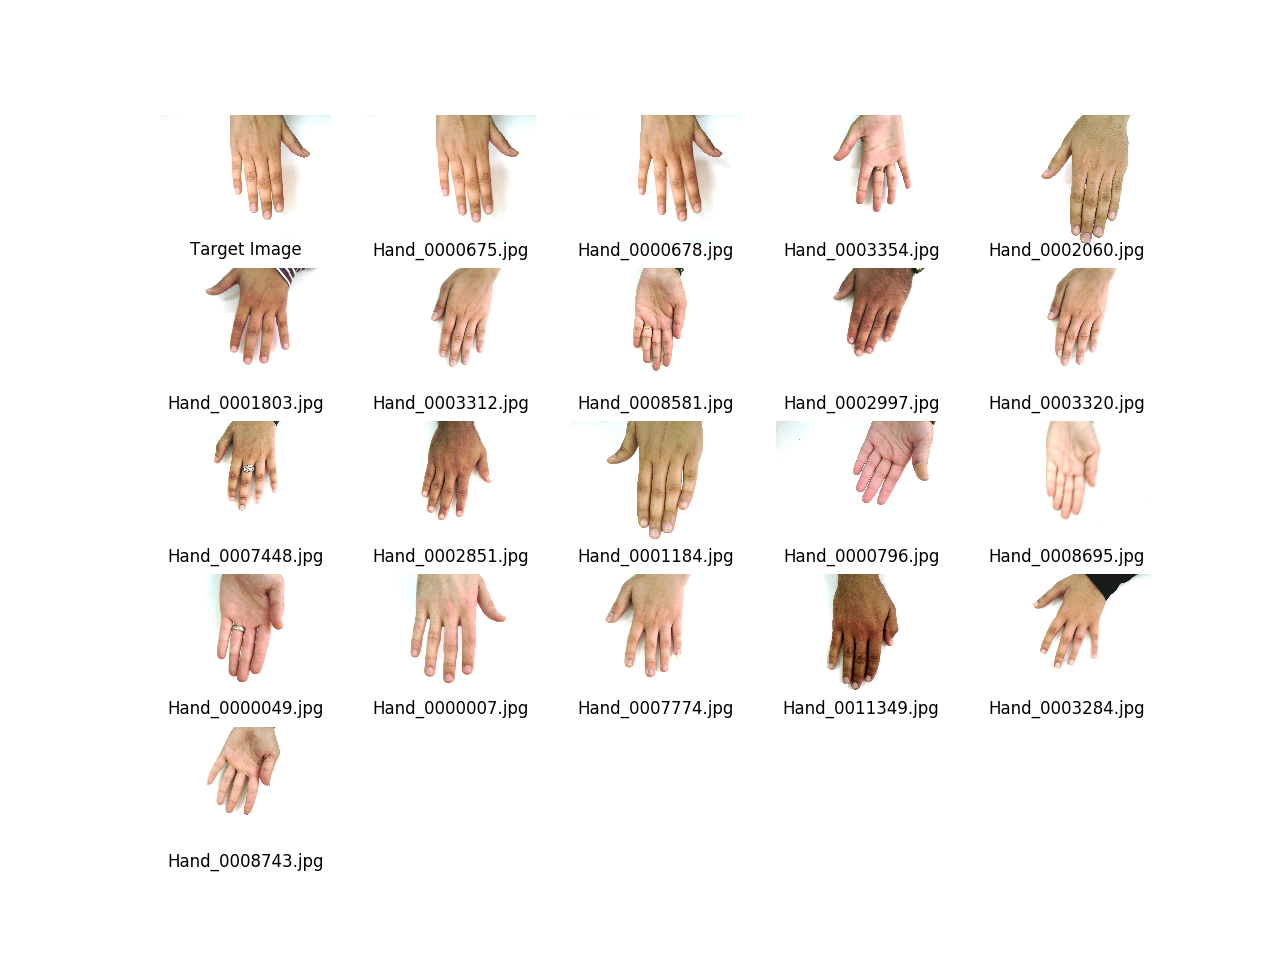 Target Image
Hand_0000675.jpg
Hand_0000678.jpg
Hand_0003354.jpg
Hand_0002060.jpg
Hand_0001803.jpg
Hand_0003312.jpg
Hand_0008581.jpg
Hand_0002997.jpg
Hand_0003320.jpg
Hand_0007448.jpg
Hand_0002851.jpg
Hand_0001184.jpg
Hand_0000796.jpg
Hand_0008695.jpg
Hand_0000049.jpg
Hand_0000007.jpg
Hand_0007774.jpg
Hand_0011349.jpg
Hand_0003284.jpg
Hand_0008743.jpg